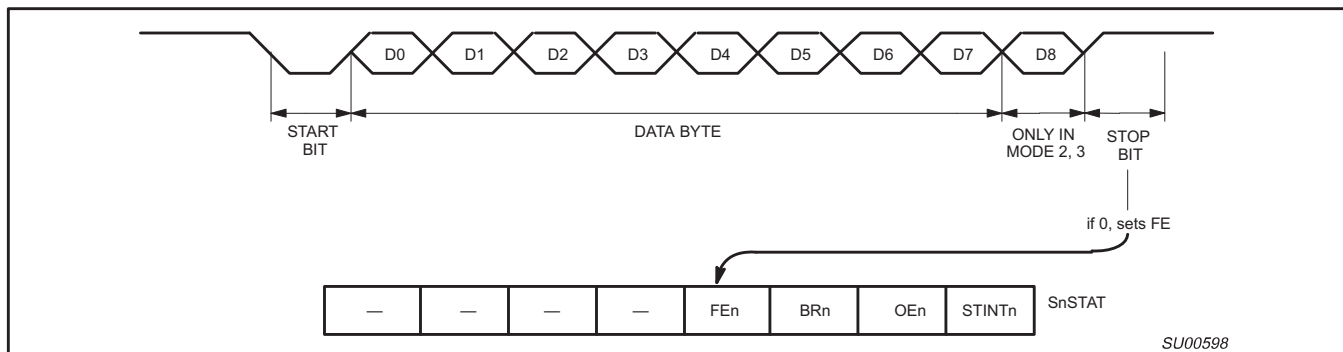 D0 D1 D2 D3 D4 D5 D6 D7 D8
START
BIT
DATA BYTE
ONLY IN
MODE 2, 3
STOP
BIT
if 0, sets FE
— — — — FEn BRn OEn STINTn SnSTAT
SU00598